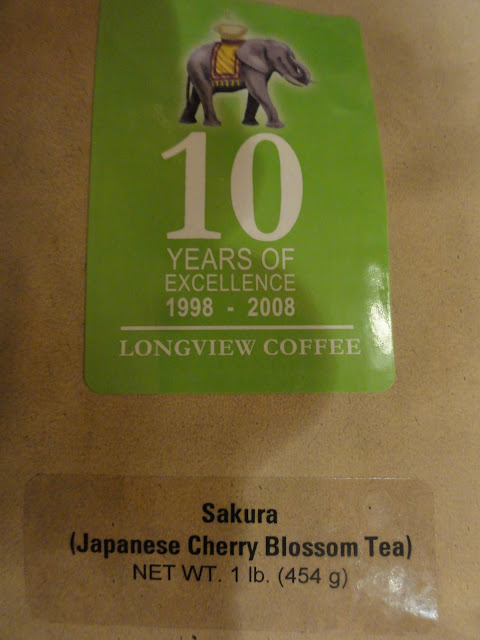 10
YEARS OF
EXCELLENCE
1998 - 2008
LONGVIEW COFFEE
Sakura
(Japanese Cherry Blossom Tea)
NET WT. 1 lb. (454 g)